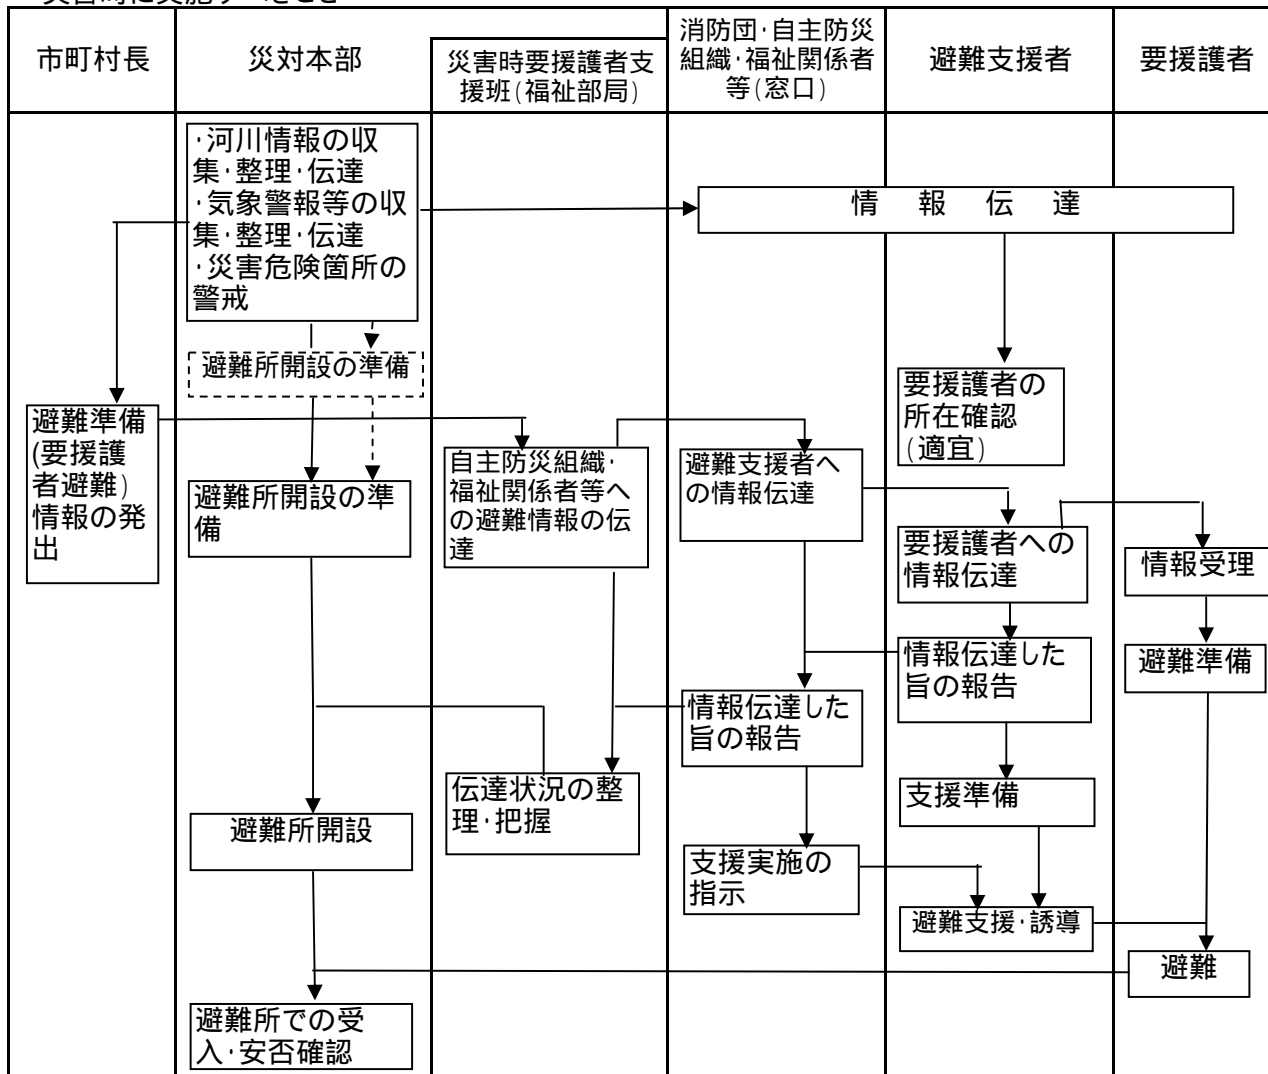 災害時に実施すべきこと
市町村長
災対本部
災害時要援護者支
援班(福祉部局)
消防団・自主防災
組織・福祉関係者
等(窓口)
避難支援者
要援護者
・河川情報の収
集・整理・伝達
・気象警報等の収
集・整理・伝達
・災害危険箇所の
警戒
情 報 伝 達
避難所開設の準備
要援護者の
所在確認
(適宜)
避難準備
(要援護
者避難)
情報の発
出
避難所開設の準
備
自主防災組織・
福祉関係者等へ
の避難情報の伝
達
避難支援者へ
の情報伝達
要援護者への
情報伝達
情報受理
情報伝達した
旨の報告
避難準備
情報伝達した
旨の報告
伝達状況の整
理・把握
支援準備
避難所開設
支援実施の
指示
避難支援・誘導
避難
避難所での受
入・安否確認